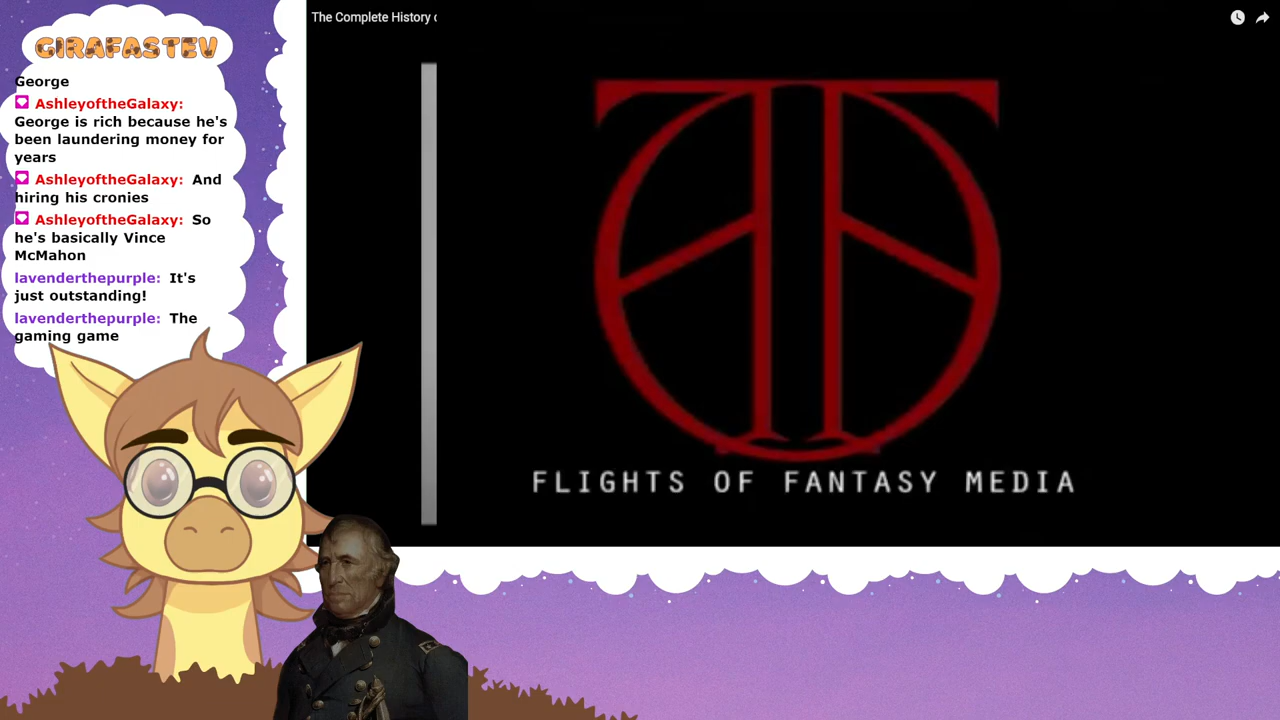 GIRAFASTEV
George
AshleyoftheGalaxy:
George is rich because he's
been laundering money for
years
AshleyoftheGalaxy: And
hiring his cronies
AshleyoftheGalaxy: So
he's basically Vince
McMahon
lavenderthepurple: It's
just outstanding!
lavenderthepurple: The
gaming game
The Complete History
FLIGHTS OF FANTASY MEDIA